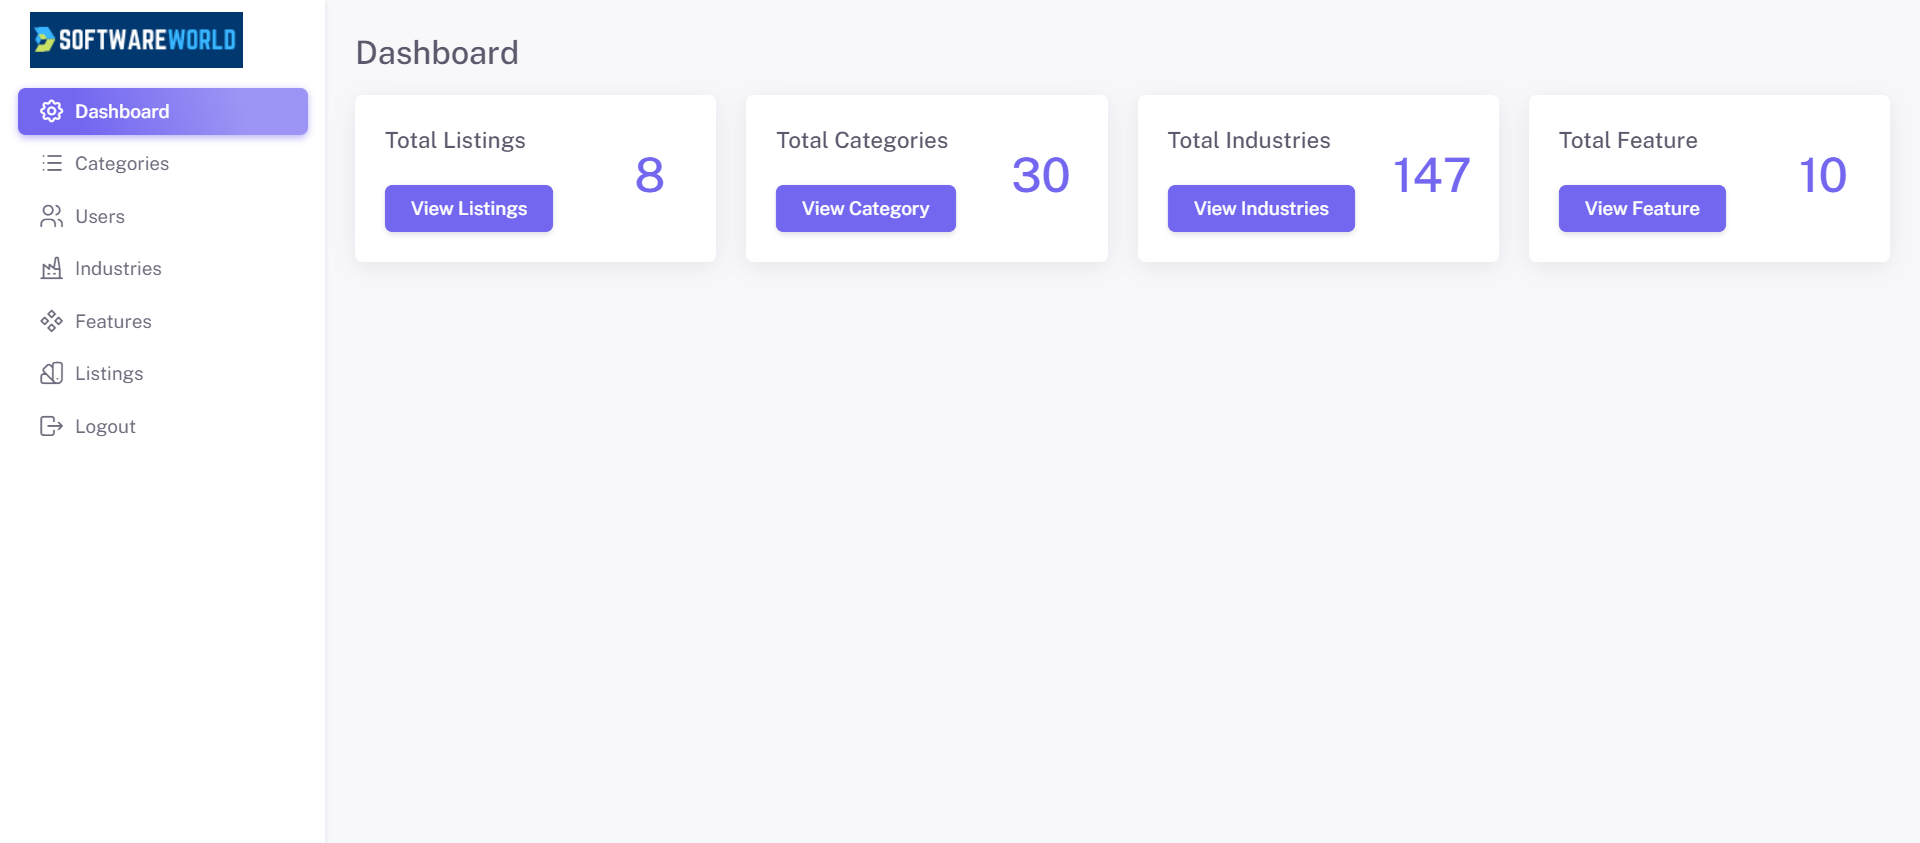 SOFTWAREWORLD
Dashboard
Categories
Users
Industries
Features
Listings
Logout
Dashboard
Total Listings
8
View Listings
Total Categories
30
View Category
Total Industries
147
View Industries
Total Feature
10
View Feature